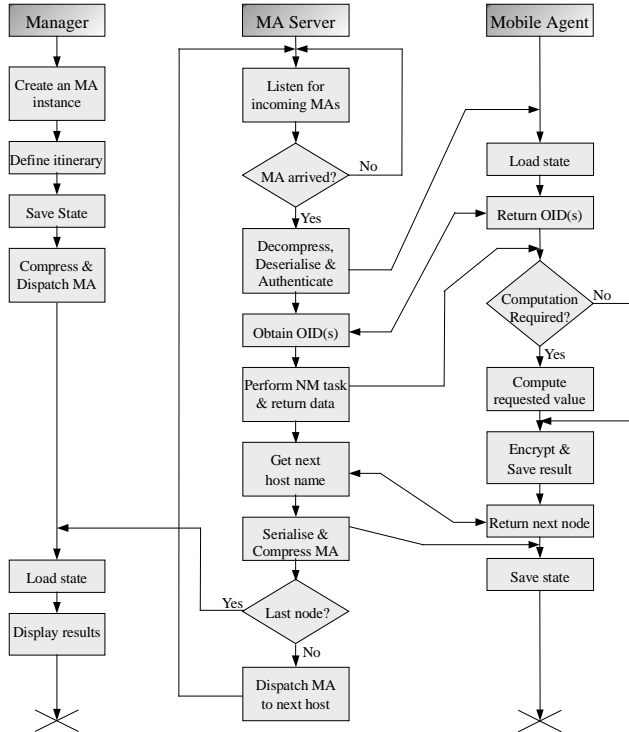 Manager
Create an MA
instance
Define itinerary
Save State
Compress &
Dispatch MA
Load state
Display results
MA Server
Listen for
incoming MAs
MA arrived?
No
Yes
Decompress,
Deserialise &
Authenticate
Obtain OID(s)
Perform NM task
& return data
Get next
host name
Serialise &
Compress MA
Yes
Last node?
No
Dispatch MA
to next host
Mobile Agent
Load state
Return OID(s)
Computation
Required?
No
Yes
Compute
requested value
Encrypt &
Save result
Return next node
Save state